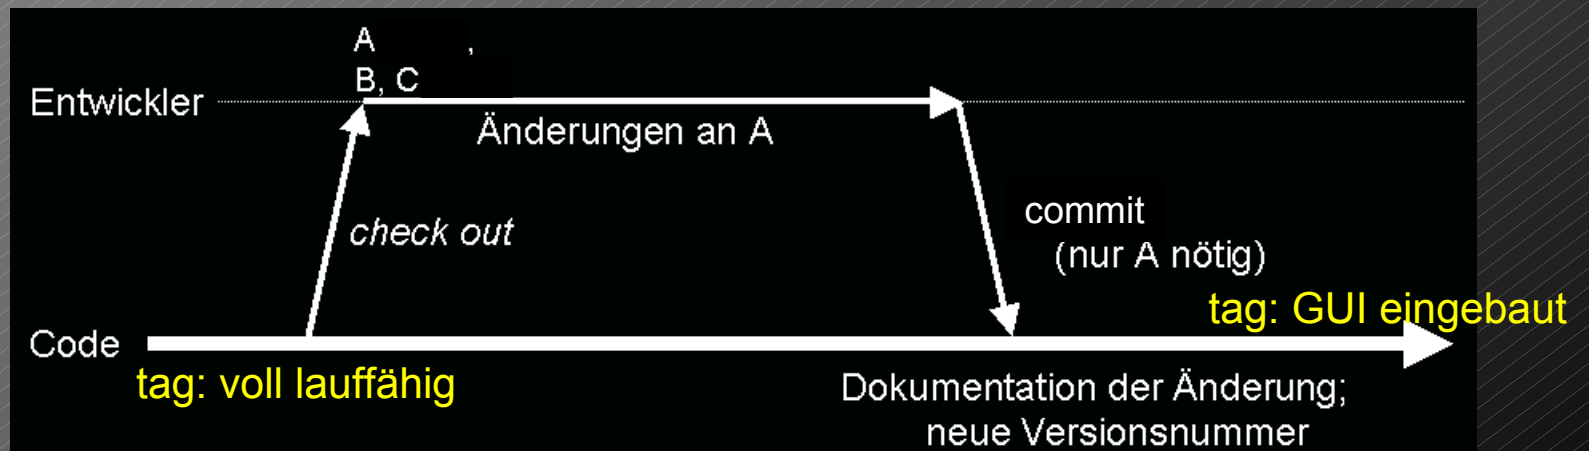 A ,
B, C
Entwickler
Änderungen an A
check out
commit
(nur A nötig)
tag: GUI eingebaut
Code
tag: voll lauffähig
Dokumentation der Änderung;
neue Versionsnummer